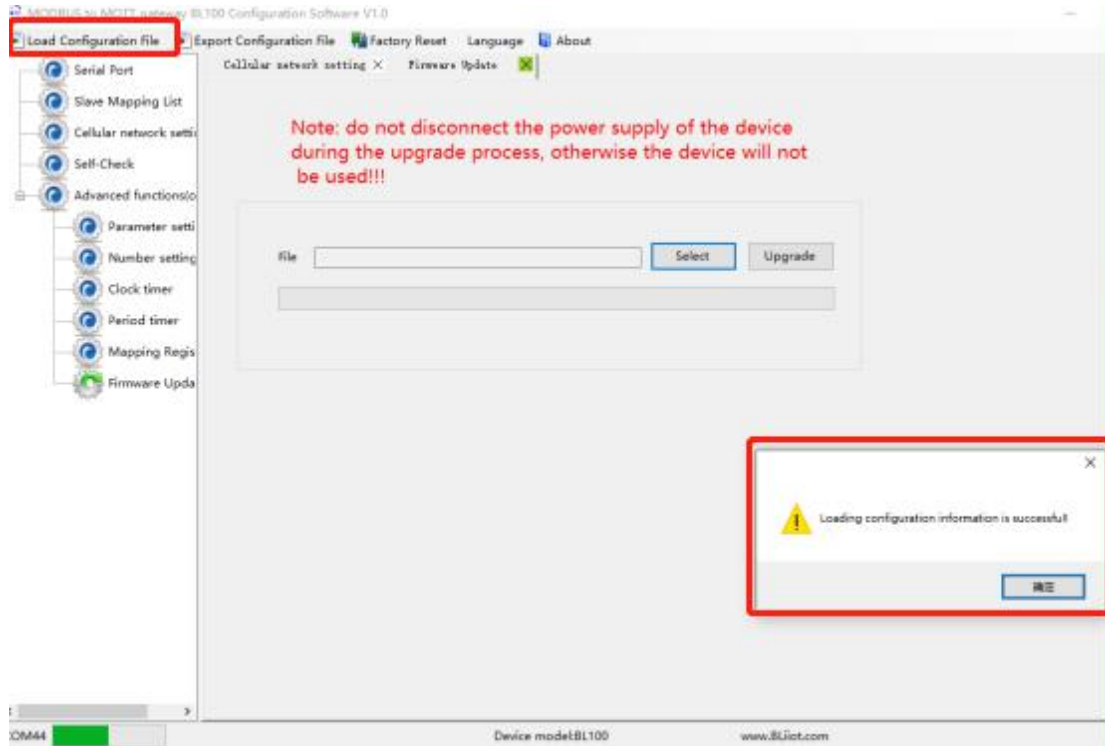 MODBUS to MQTT gateway BL100 Configuration Software V1.0
Load Configuration file Export Configuration file Factory Reset Language About
Serial Port
Cellular network setting × Firmware Update
Slave Mapping List
Cellular network setti
Self-Check
Advanced functions(o
Parameter setti
Number setting
Clock timer
Period timer
Mapping Regis
Firmware Upda
Note: do not disconnect the power supply of the device
during the upgrade process, otherwise the device will not
be used!!!
File Select Upgrade
Loading configuration information is successful!
确定
COM44 Device model:BL100 www.BLiiot.com